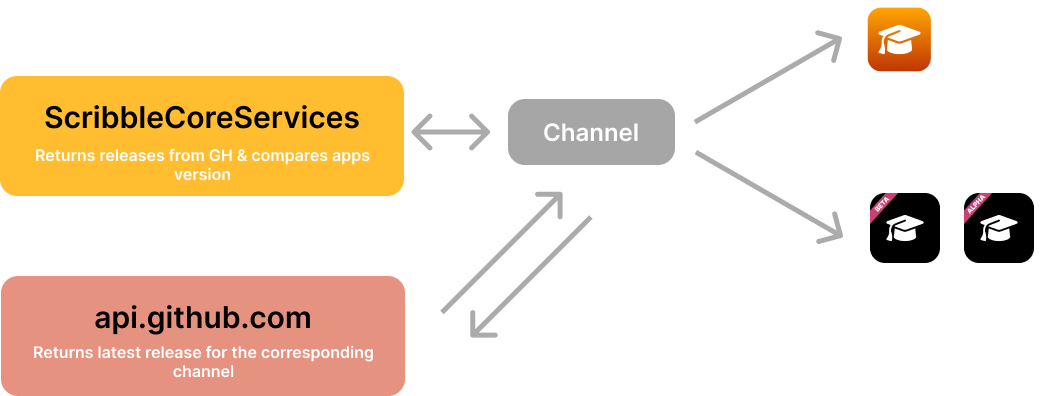 ScribbleCoreServices
Returns releases from GH & compares apps
version
Channel
BETA
ALPHA
api.github.com
Returns latest release for the corresponding
channel